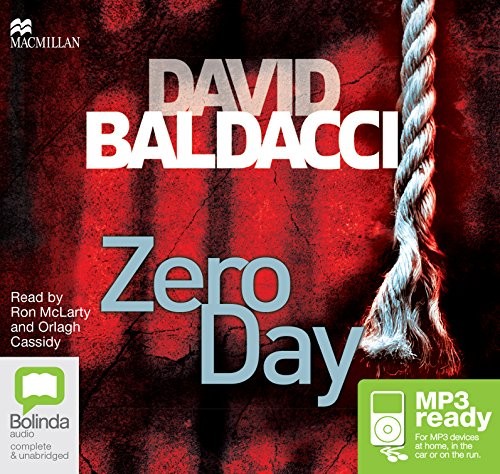 MACMILLAN
DAVID
BALDACCI
Zero
Day
Read by
Ron McLarty
and Orlagh
Cassidy
Bolinda
audio
complete
& unabridged
MP3
ready
For MP3 devices
at home, in the
car or on the run.